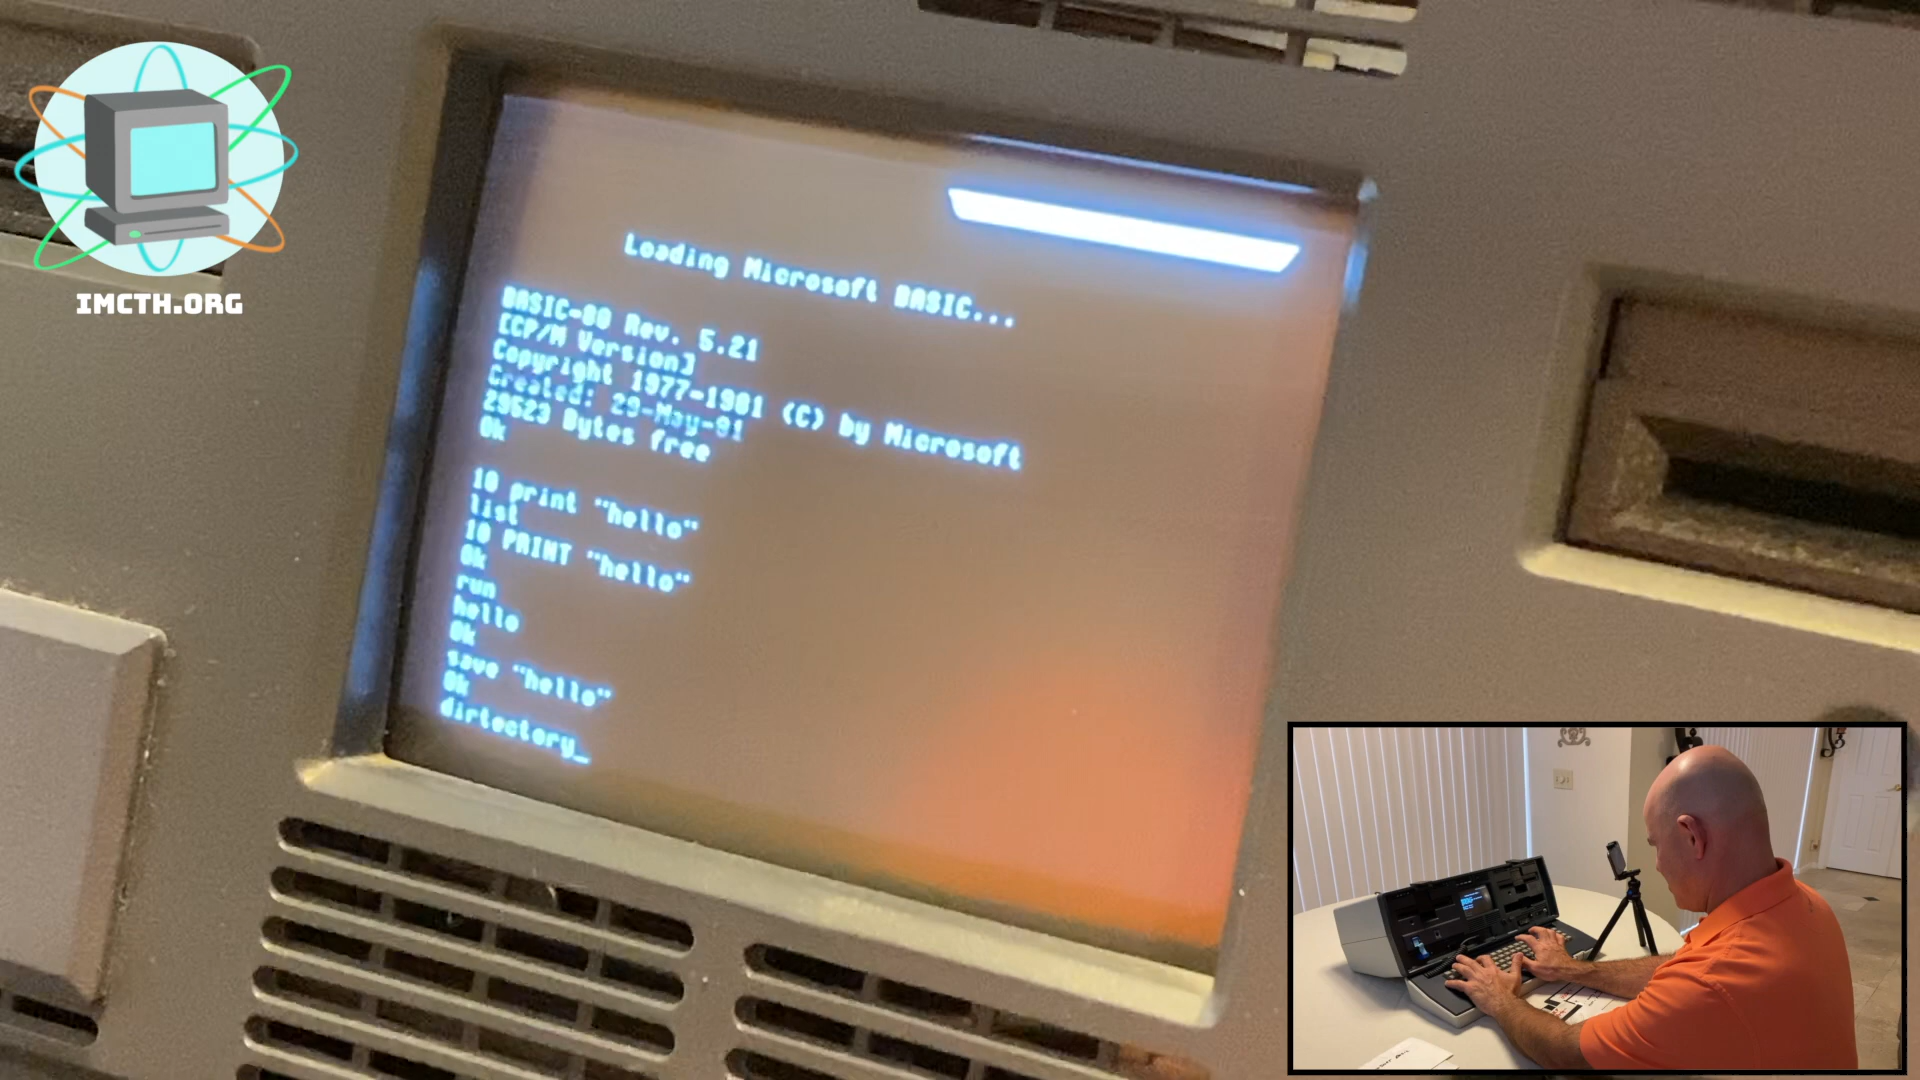 IMCTH.ORG
Loading Microsoft BASIC...
BASIC-80 Rev. 5.21
[CP/M Version]
Copyright 1977-1981 (C) by Microsoft
Created: 29-May-81
29623 Bytes free
Ok
10 print "hello"
list
10 PRINT "hello"
Ok
run
hello
Ok
save "hello"
Ok
dirtectory_